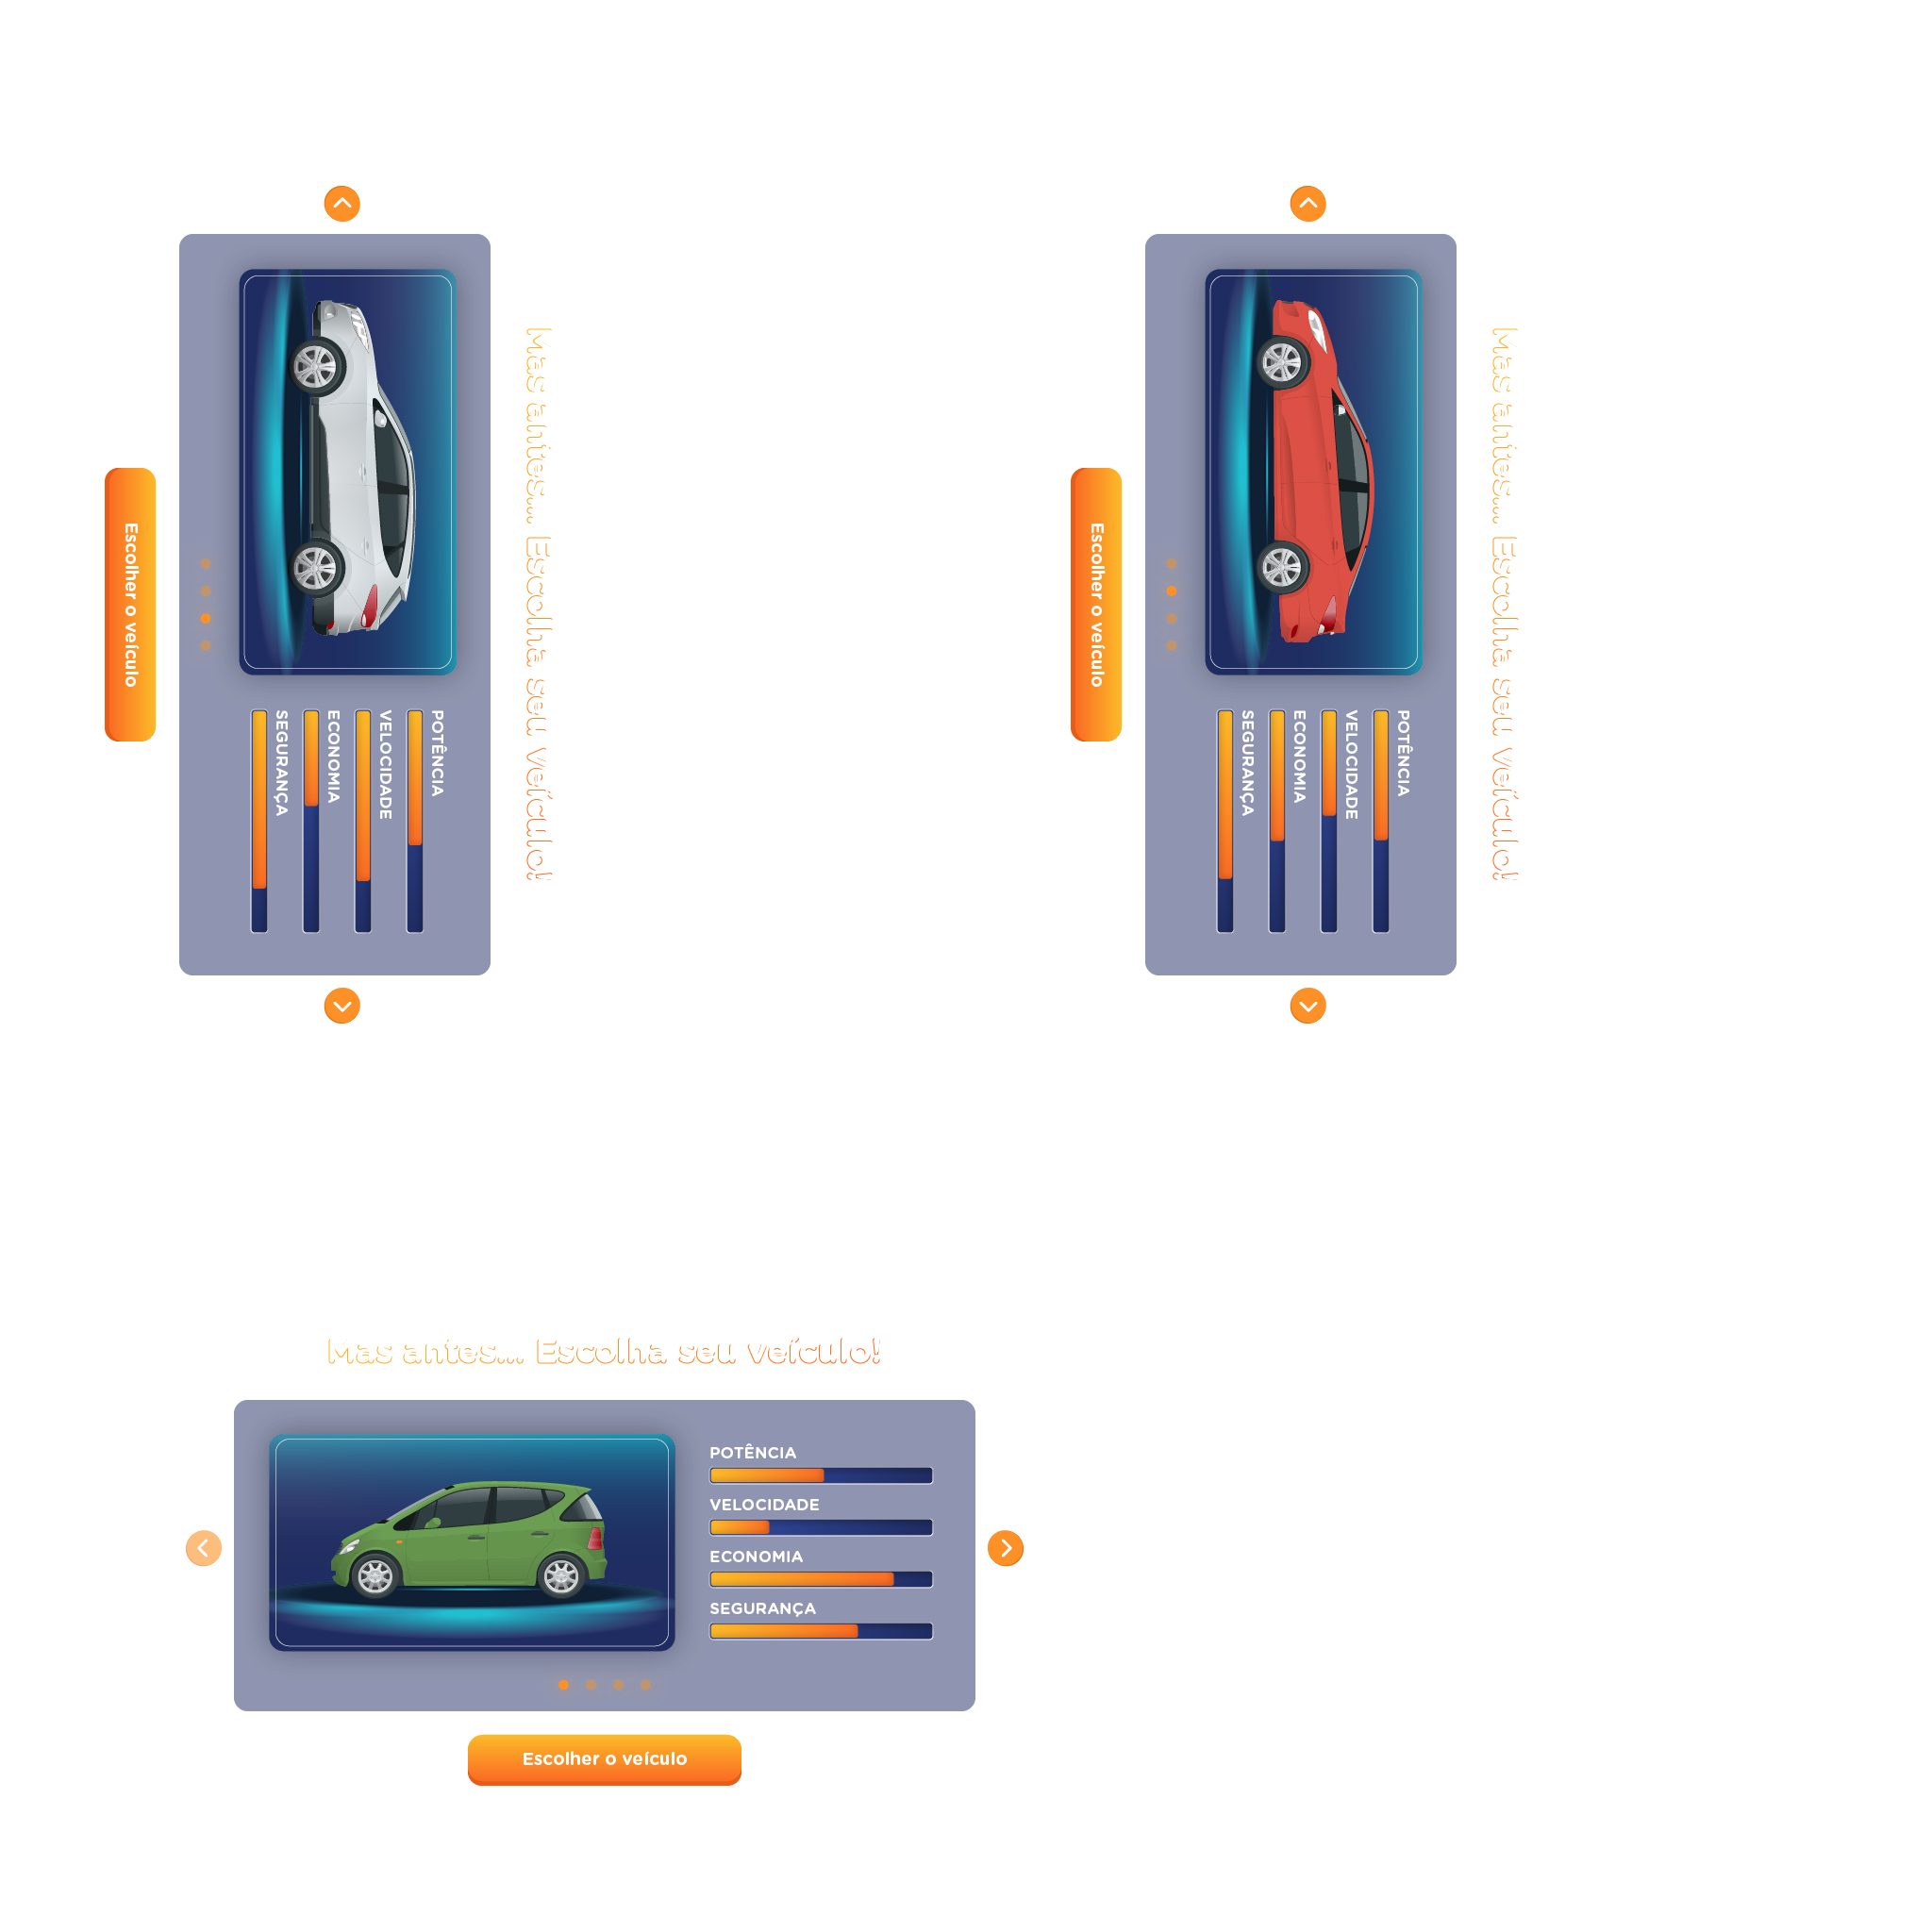 Mas antes... Escolha seu veículo!
POTÊNCIA
VELOCIDADE
ECONOMIA
SEGURANÇA
Escolher o veículo
Mas antes... Escolha seu veículo!
POTÊNCIA
VELOCIDADE
ECONOMIA
SEGURANÇA
Escolher o veículo
Mas antes... Escolha seu veículo!
POTÊNCIA
VELOCIDADE
ECONOMIA
SEGURANÇA
Escolher o veículo